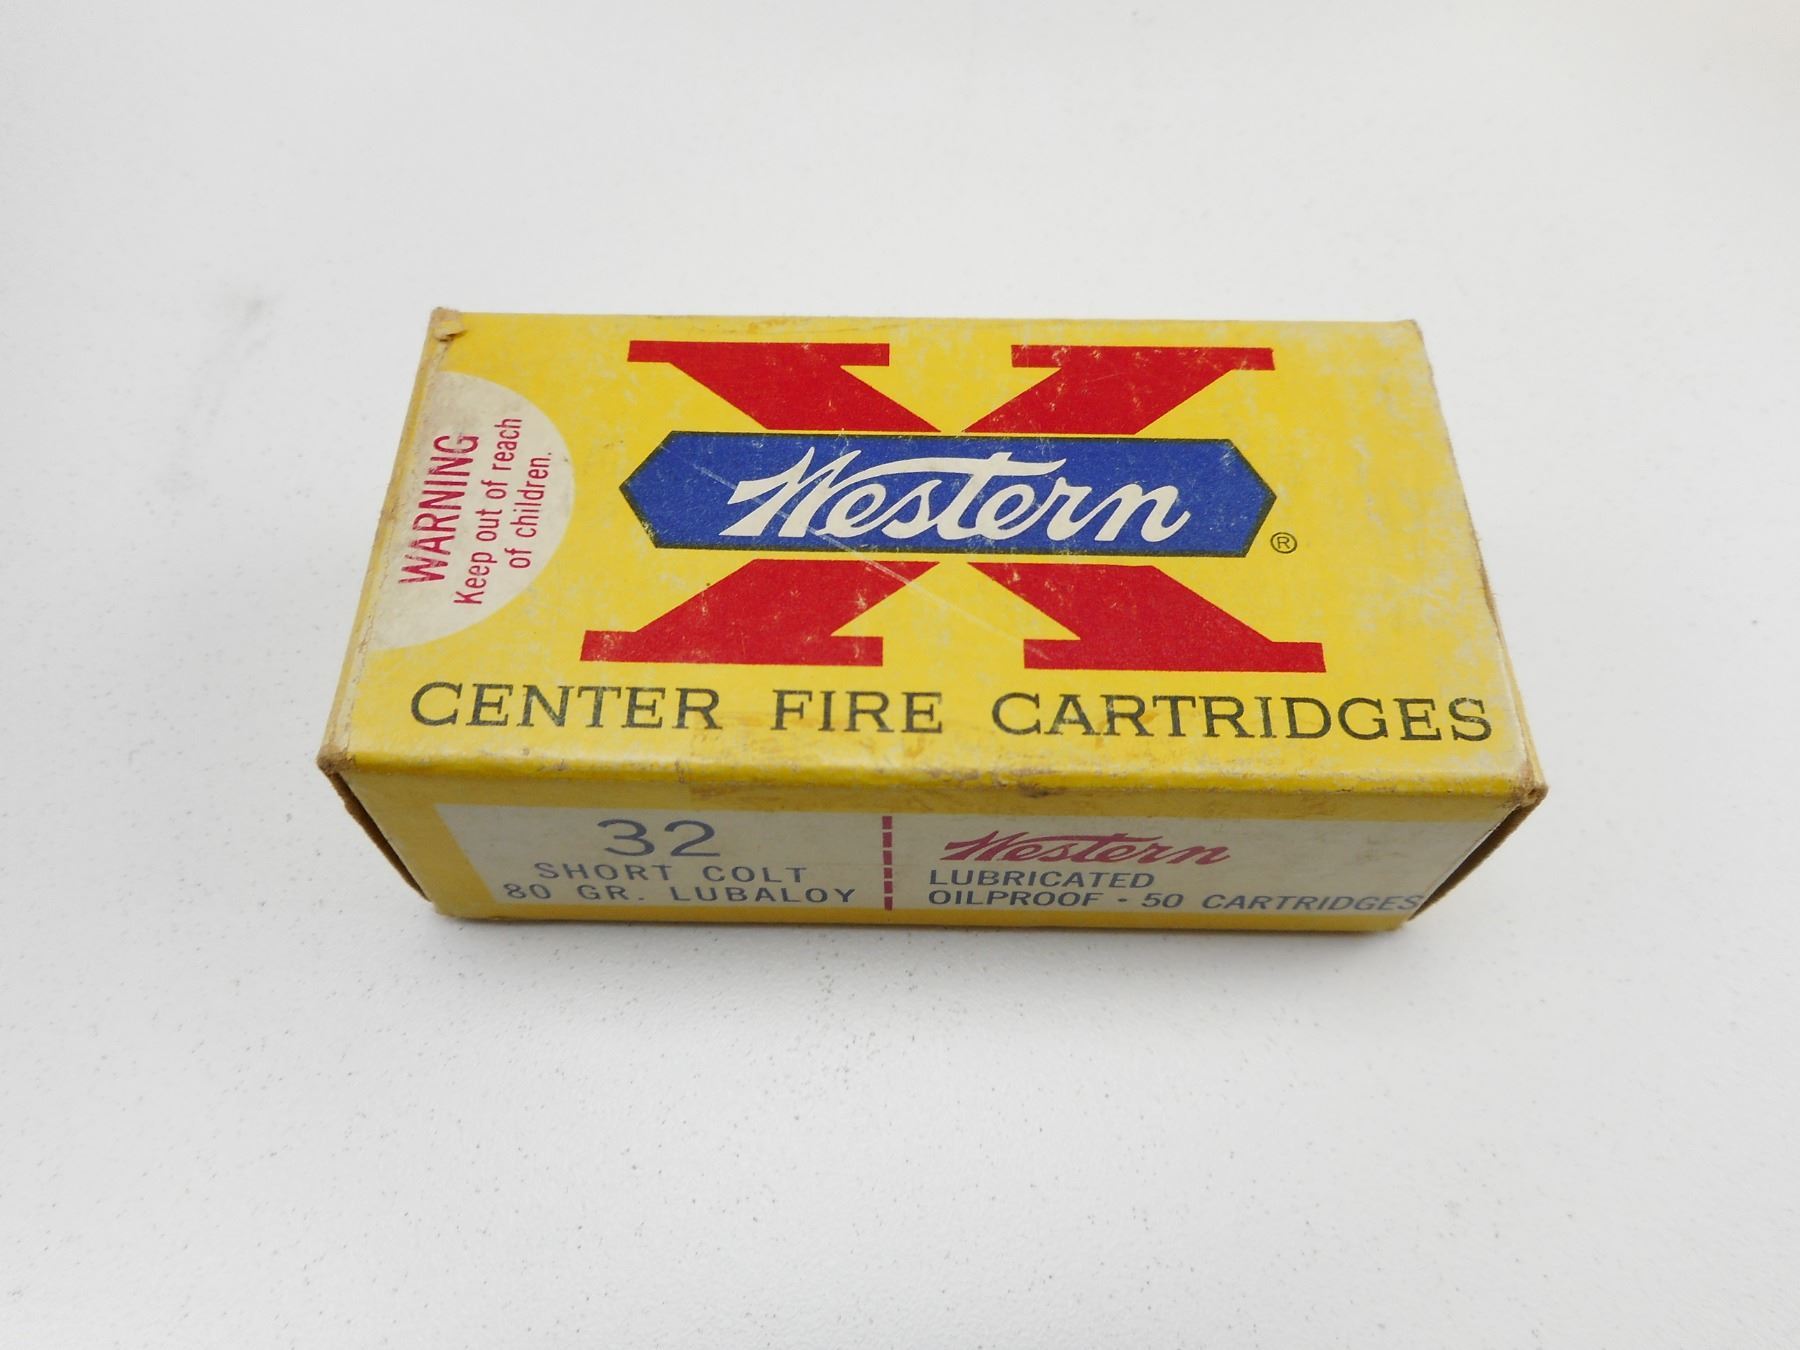 WARNING
Keep out of reach
of children.
X
Western
®
CENTER FIRE CARTRIDGES
32
SHORT COLT
80 GR. LUBALOY
Western
LUBRICATED
OILPROOF · 50 CARTRIDGES